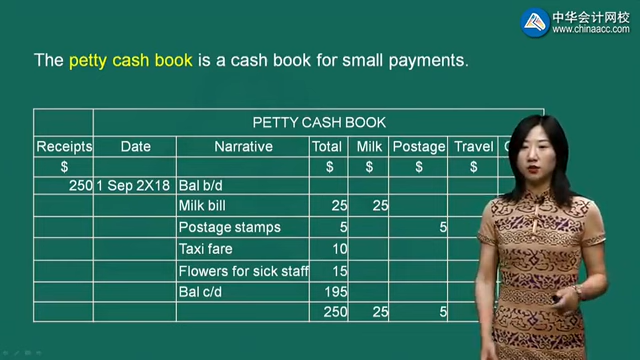 中华会计网校
www.chinaacc.com
The petty cash book is a cash book for small payments.
PETTY CASH BOOK
Receipts Date Narrative Total Milk Postage Travel
$ $ $ $ $
250 1 Sep 2X18 Bal b/d
Milk bill 25 25
Postage stamps 5 5
Taxi fare 10
Flowers for sick staff 15
Bal c/d 195
250 25 5